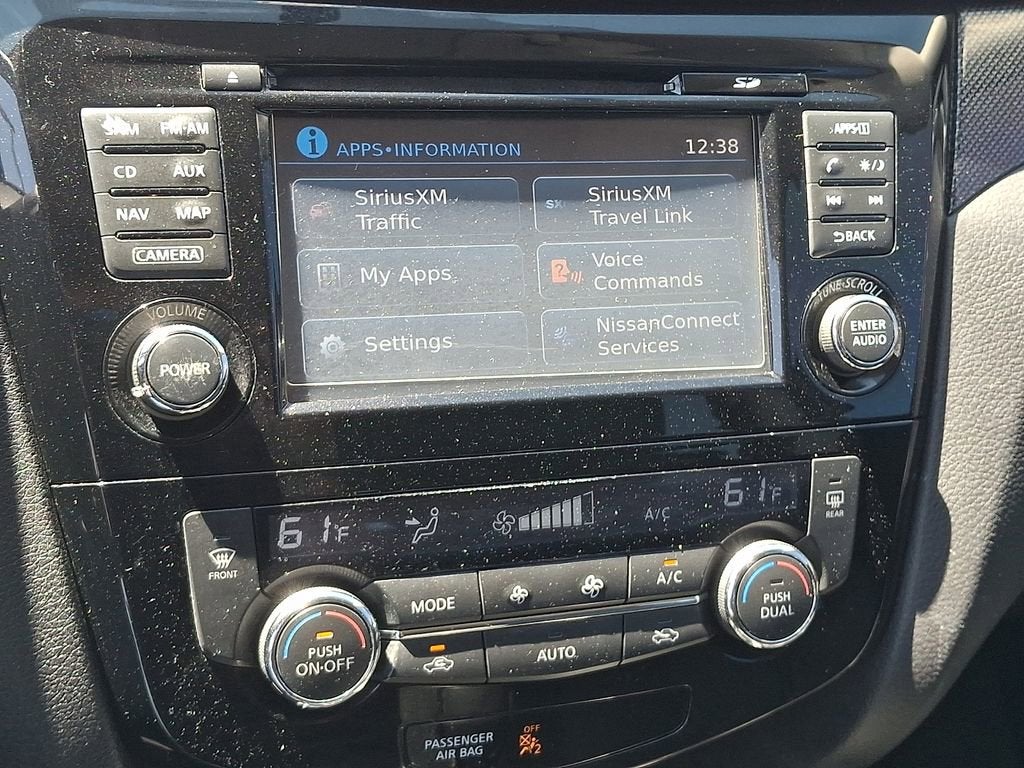 SD
SXM FM·AM
CD AUX
NAV MAP
CAMERA
VOLUME
POWER
i APPS•INFORMATION 12:38
SiriusXM
Traffic
SiriusXM
Travel Link
My Apps
Voice
Commands
Settings
NissanConnect
Services
APPS·i
BACK
TUNE·SCROLL
ENTER
AUDIO
61°F
A/C
61°F
FRONT
REAR
MODE
A/C
PUSH
ON·OFF
AUTO
PUSH
DUAL
PASSENGER
AIR BAG
OFF
2